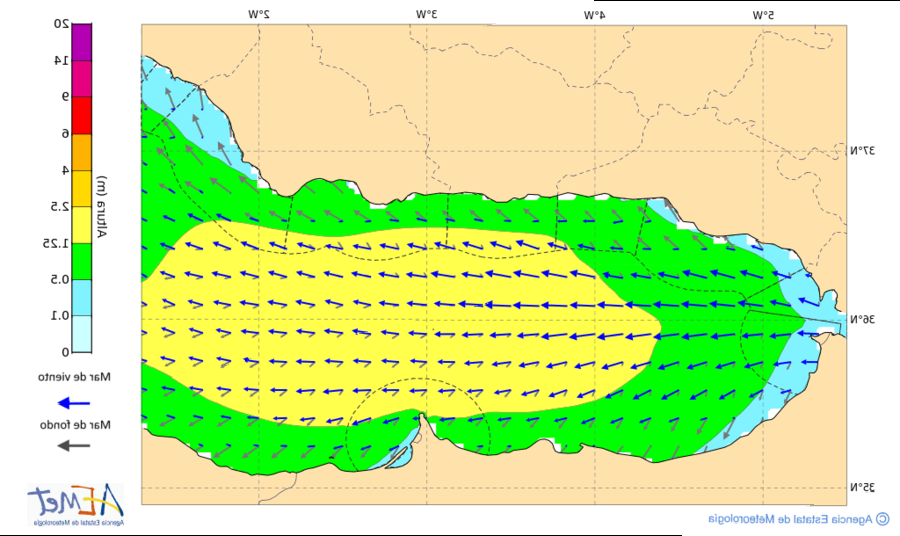 2°W 3°W 4°W 5°W
20
14
9
6
4
2.5
1.25
0.5
0.1
0
Altura (m)
37°N
36°N
35°N
Mar de viento
Mar de fondo
AEMet
Agencia Estatal de Meteorología
© Agencia Estatal de Meteorología